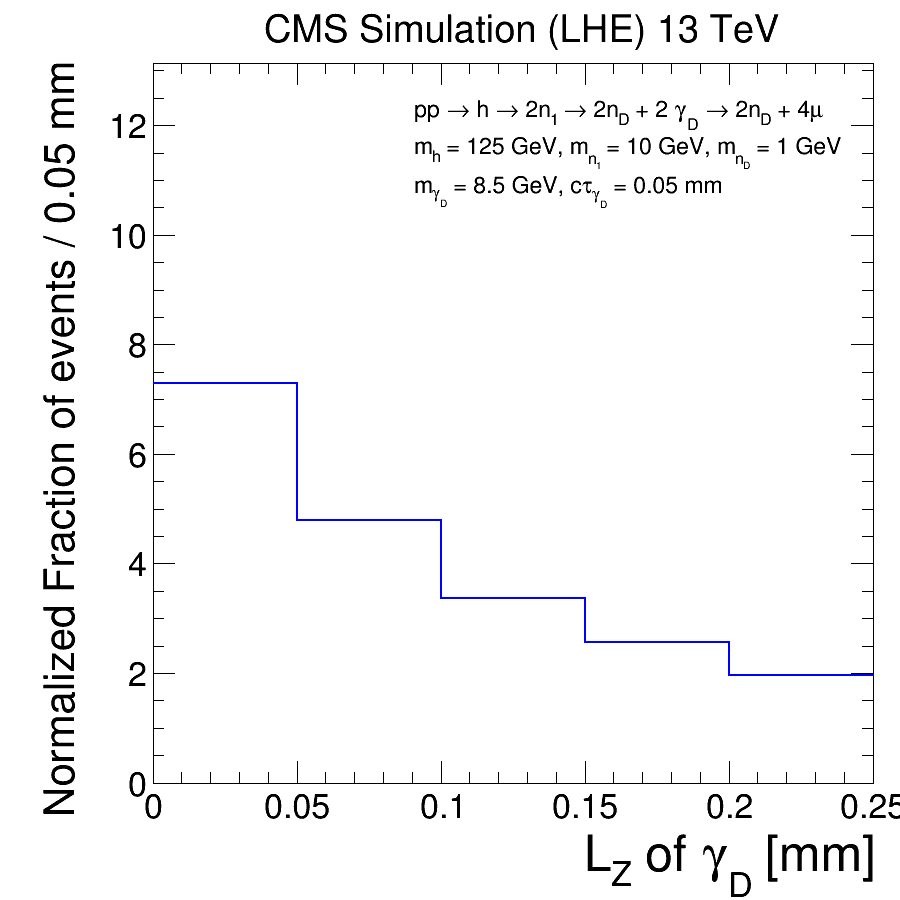 CMS Simulation (LHE) 13 TeV
Normalized Fraction of events / 0.05 mm
pp → h → 2n₁ → 2n_D + 2 γ_D → 2n_D + 4μ
m_h = 125 GeV, m_n₁ = 10 GeV, m_n_D = 1 GeV
m_γ_D = 8.5 GeV, cτ_γ_D = 0.05 mm
12
10
8
6
4
2
0
0 0.05 0.1 0.15 0.2 0.25
L_Z of γ_D [mm]